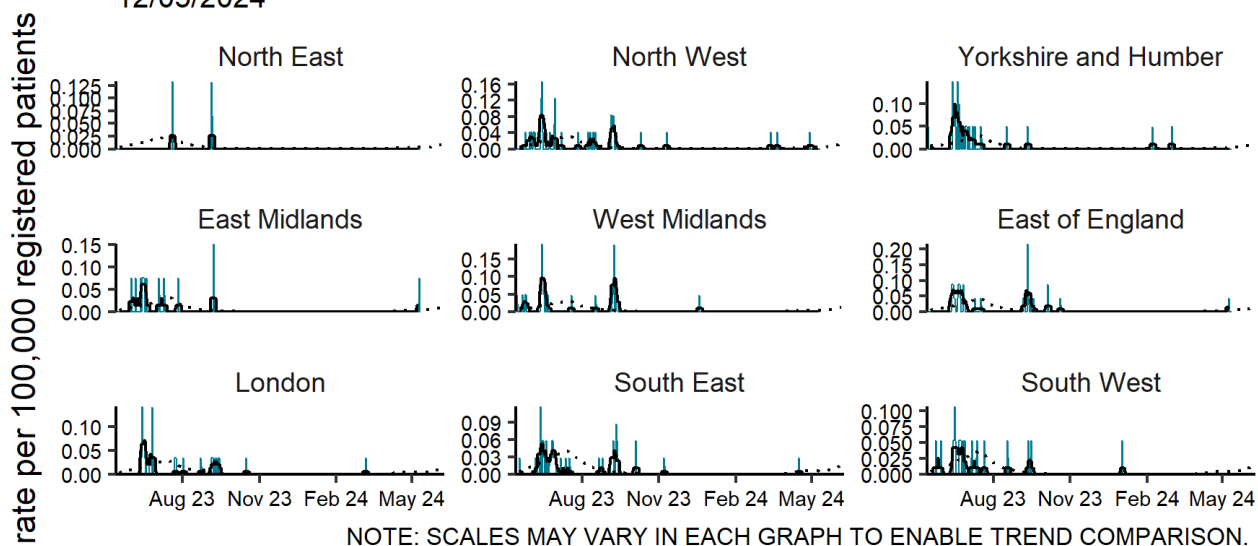 12/05/2024
rate per 100,000 registered patients
North East
North West
Yorkshire and Humber
0.125
0.100
0.075
0.050
0.025
0.000
0.16
0.12
0.08
0.04
0.00
0.10
0.05
0.00
East Midlands
West Midlands
East of England
0.15
0.10
0.05
0.00
0.15
0.10
0.05
0.00
0.20
0.15
0.10
0.05
0.00
London
South East
South West
0.10
0.05
0.00
0.09
0.06
0.03
0.00
0.100
0.075
0.050
0.025
0.000
Aug 23 Nov 23 Feb 24 May 24
Aug 23 Nov 23 Feb 24 May 24
Aug 23 Nov 23 Feb 24 May 24
NOTE: SCALES MAY VARY IN EACH GRAPH TO ENABLE TREND COMPARISON.